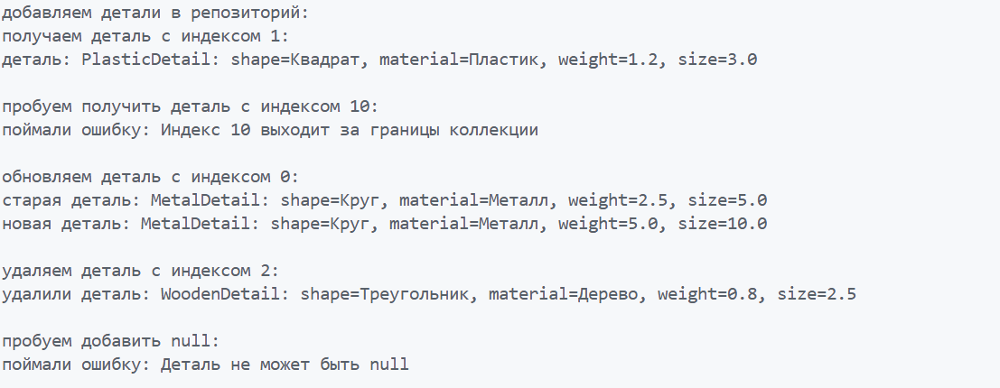 добавляем детали в репозиторий:
получаем деталь с индексом 1:
деталь: PlasticDetail: shape=Квадрат, material=Пластик, weight=1.2, size=3.0
пробуем получить деталь с индексом 10:
поймали ошибку: Индекс 10 выходит за границы коллекции
обновляем деталь с индексом 0:
старая деталь: MetalDetail: shape=Круг, material=Металл, weight=2.5, size=5.0
новая деталь: MetalDetail: shape=Круг, material=Металл, weight=5.0, size=10.0
удаляем деталь с индексом 2:
удалили деталь: WoodenDetail: shape=Треугольник, material=Дерево, weight=0.8, size=2.5
пробуем добавить null:
поймали ошибку: Деталь не может быть null